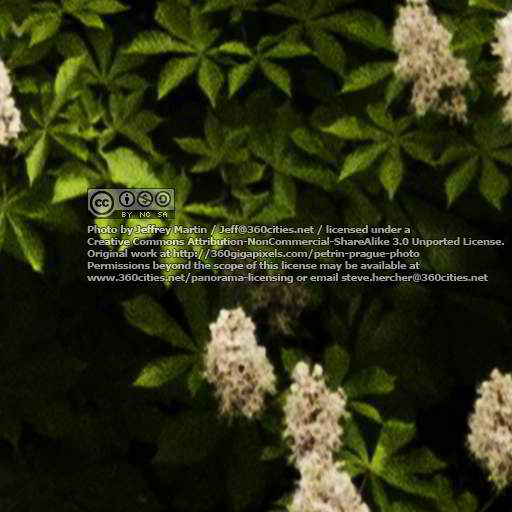 cc
BY NC SA
Photo by Jeffrey Martin / Jeff@360cities.net / licensed under a
Creative Commons Attribution-NonCommercial-ShareAlike 3.0 Unported License.
Original work at http://360gigapixels.com/petrin-prague-photo
Permissions beyond the scope of this license may be available at
www.360cities.net/panorama-licensing or email steve.hercher@360cities.net